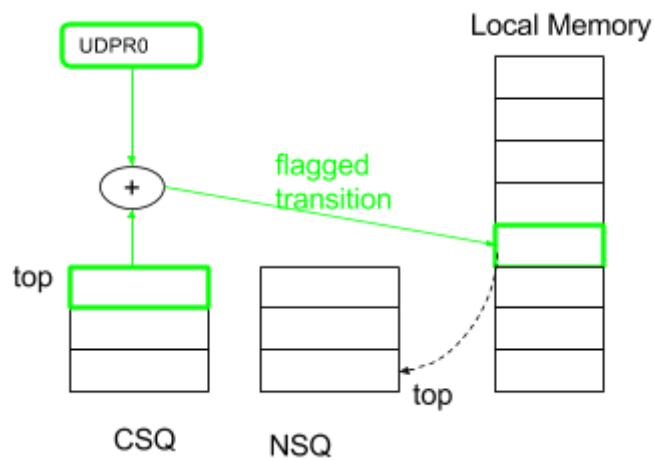 Local Memory
UDPR0
+
flagged
transition
top
top
CSQ
NSQ